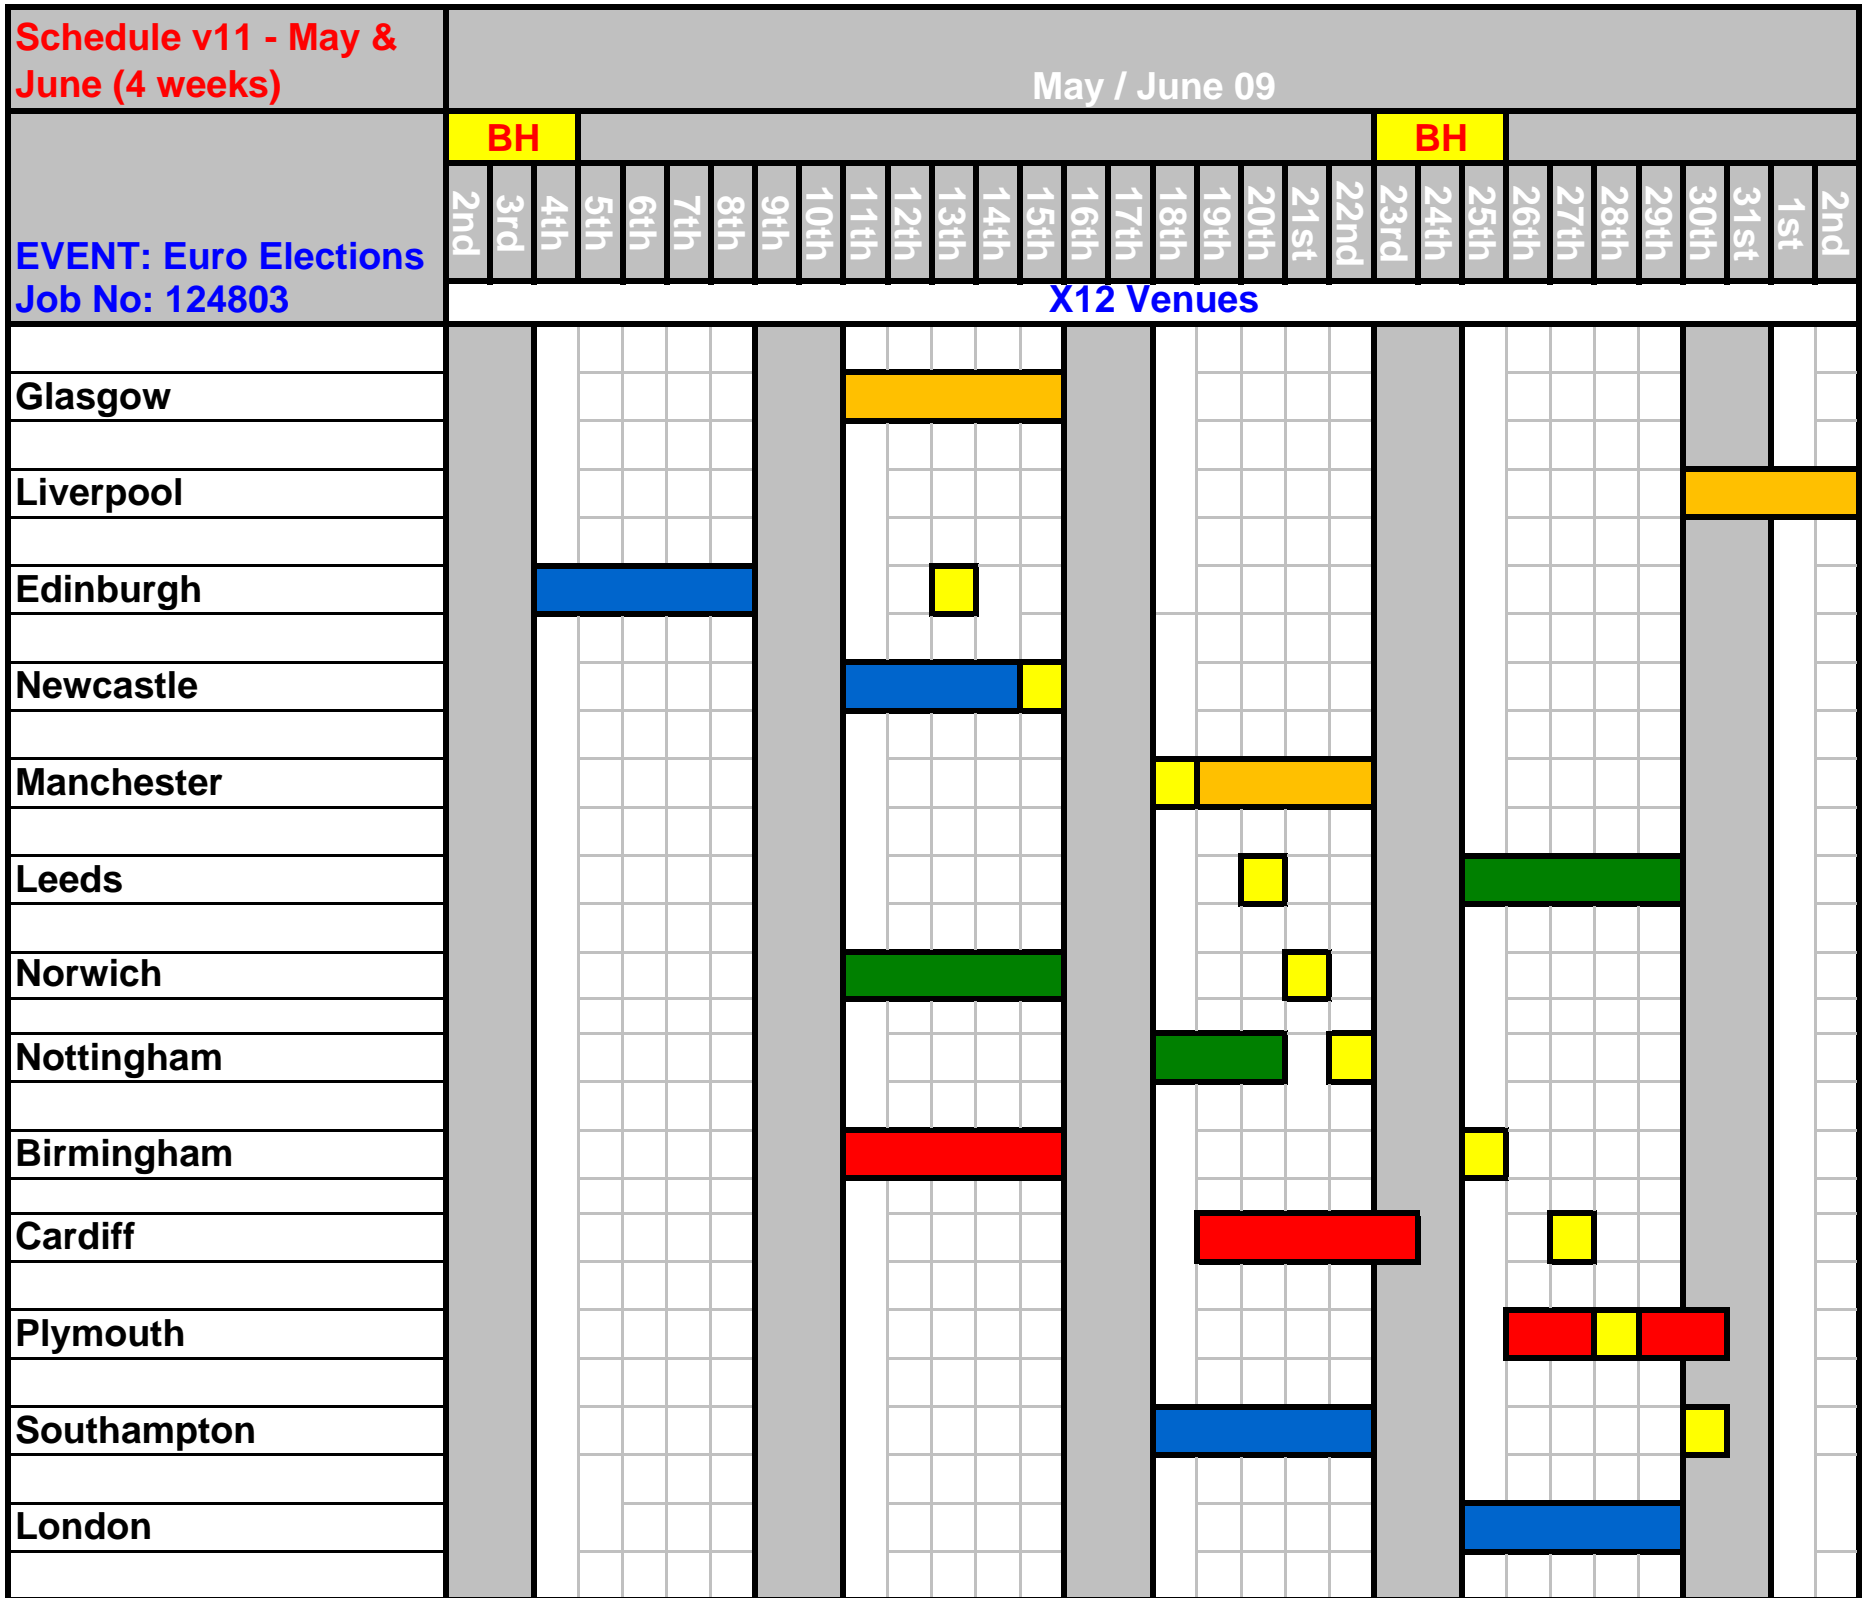 Schedule v11 - May &
June (4 weeks)
May / June 09
BH
BH
2nd 3rd 4th 5th 6th 7th 8th 9th 10th 11th 12th 13th 14th 15th 16th 17th 18th 19th 20th 21st 22nd 23rd 24th 25th 26th 27th 28th 29th 30th 31st 1st 2nd
EVENT: Euro Elections
Job No: 124803
X12 Venues
Glasgow
Liverpool
Edinburgh
Newcastle
Manchester
Leeds
Norwich
Nottingham
Birmingham
Cardiff
Plymouth
Southampton
London